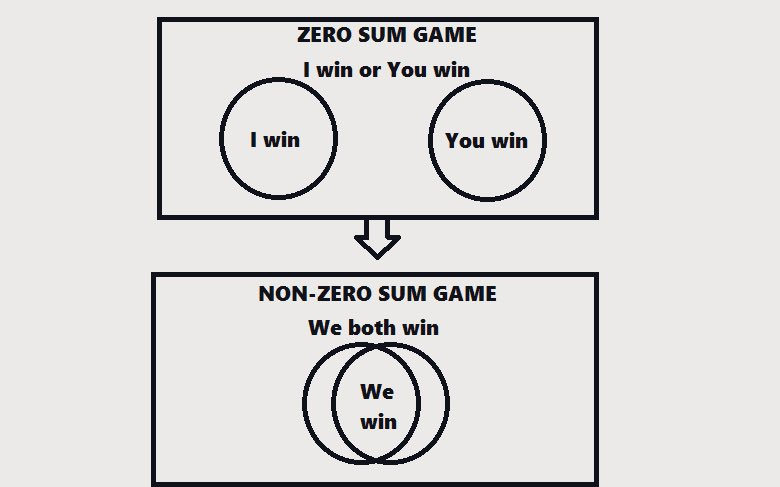 ZERO SUM GAME
I win or You win
I win
You win
NON-ZERO SUM GAME
We both win
We
win